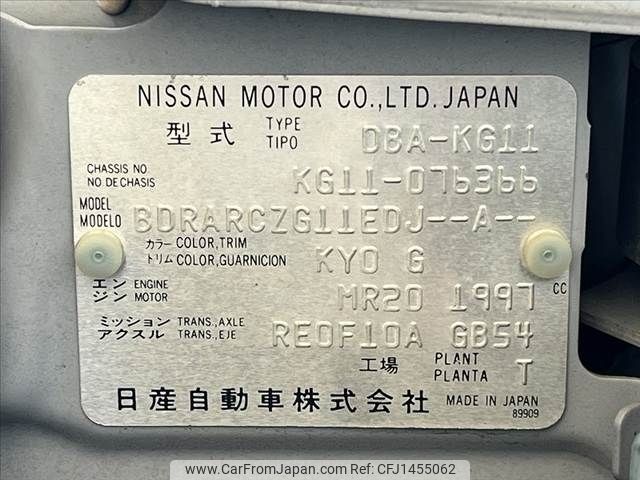 NISSAN MOTOR CO.,LTD. JAPAN
型式 TYPE TIPO DBA-KG11
CHASSIS NO. NO DE CHASIS KG11-076366
MODEL MODELO BDRARCZG11EDJ--A--
カラー COLOR,TRIM
トリム COLOR,GUARNICION KY0 G
エンジン ENGINE MOTOR MR20 1997 CC
ミッション TRANS.,AXLE
アクスル TRANS.,EJE RE0F10A GB54
工場 PLANT PLANTA T
日産自動車株式会社 MADE IN JAPAN
89909
www.CarFromJapan.com - CFJ1455062